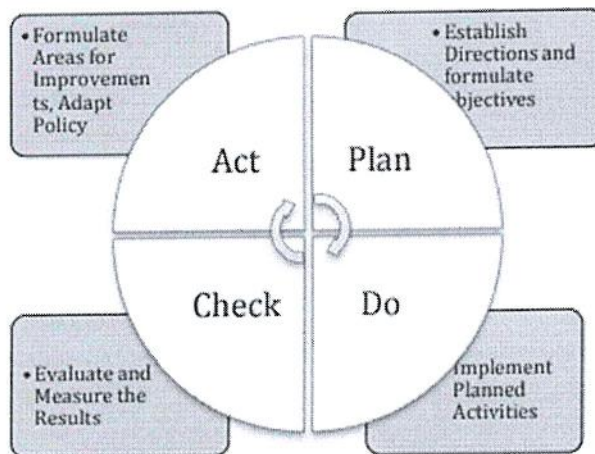 • Formulate
Areas for
Improvemen
ts, Adapt
Policy
• Establish
Directions and
formulate
bjectives
Act
Plan
Check
Do
• Evaluate and
Measure the
Results
Implement
Planned
Activities